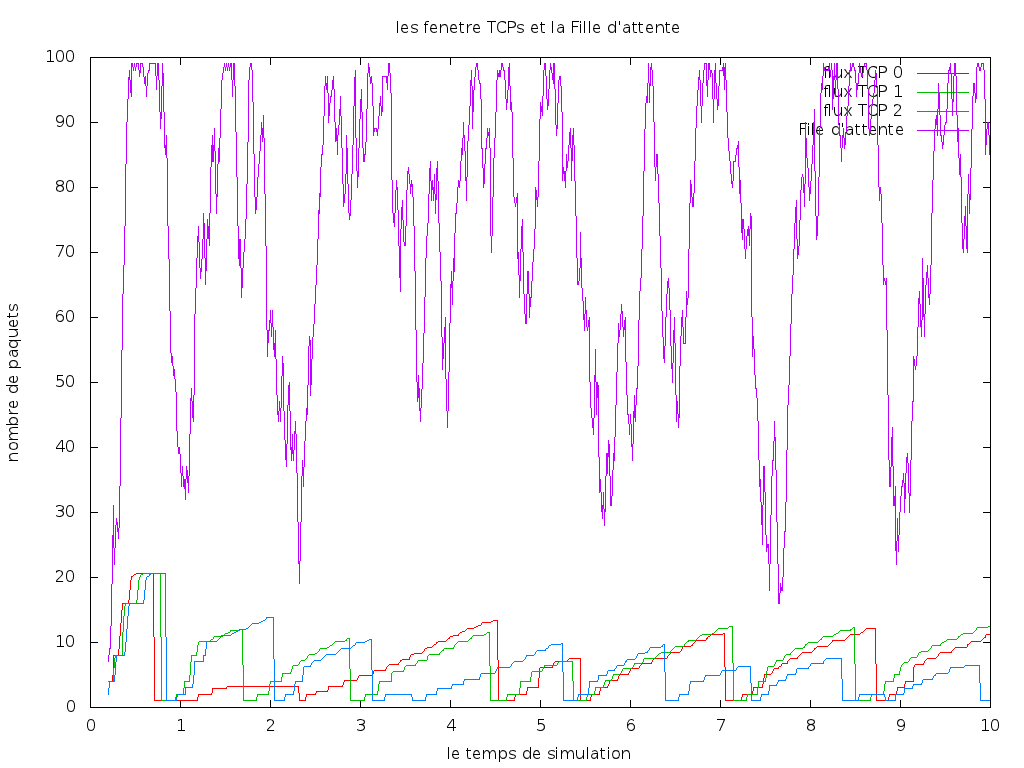 les fenetre TCPs et la Fille d'attente
100
90
80
70
60
50
40
30
20
10
0
nombre de paquets
flux TCP 0
flux TCP 1
flux TCP 2
File d'attente
0 1 2 3 4 5 6 7 8 9 10
le temps de simulation